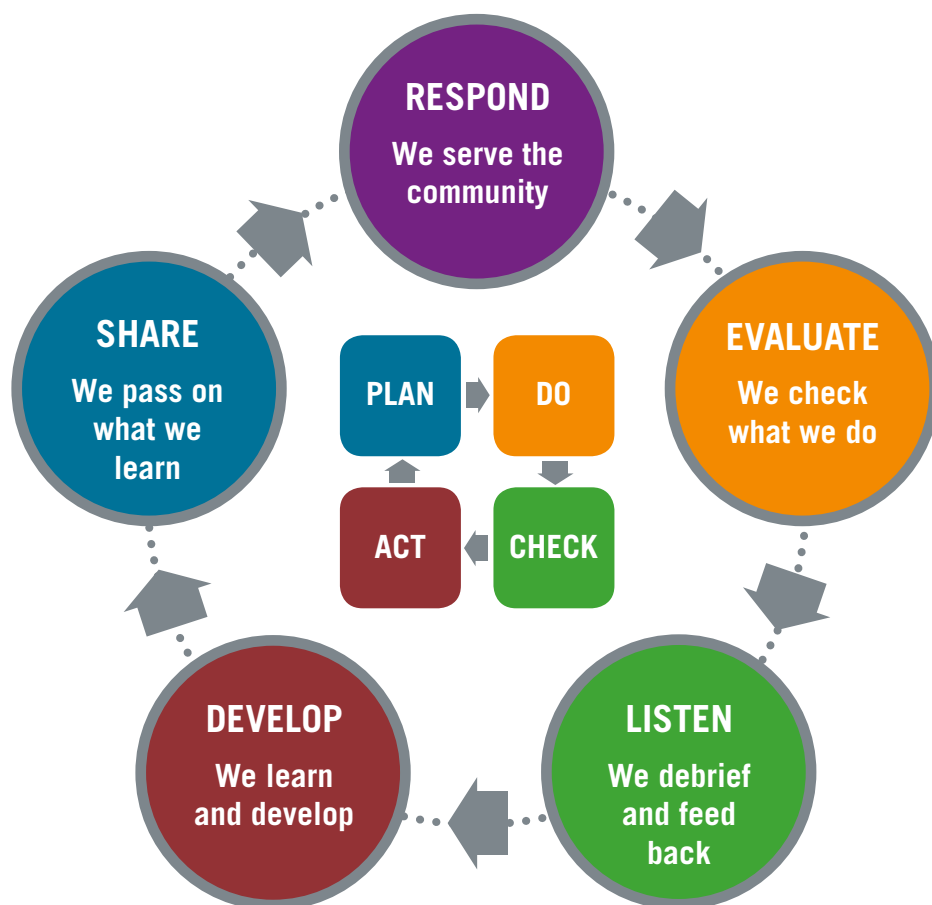 RESPOND
We serve the
community
EVALUATE
We check
what we do
LISTEN
We debrief
and feed
back
DEVELOP
We learn
and develop
SHARE
We pass on
what we
learn
PLAN
DO
CHECK
ACT